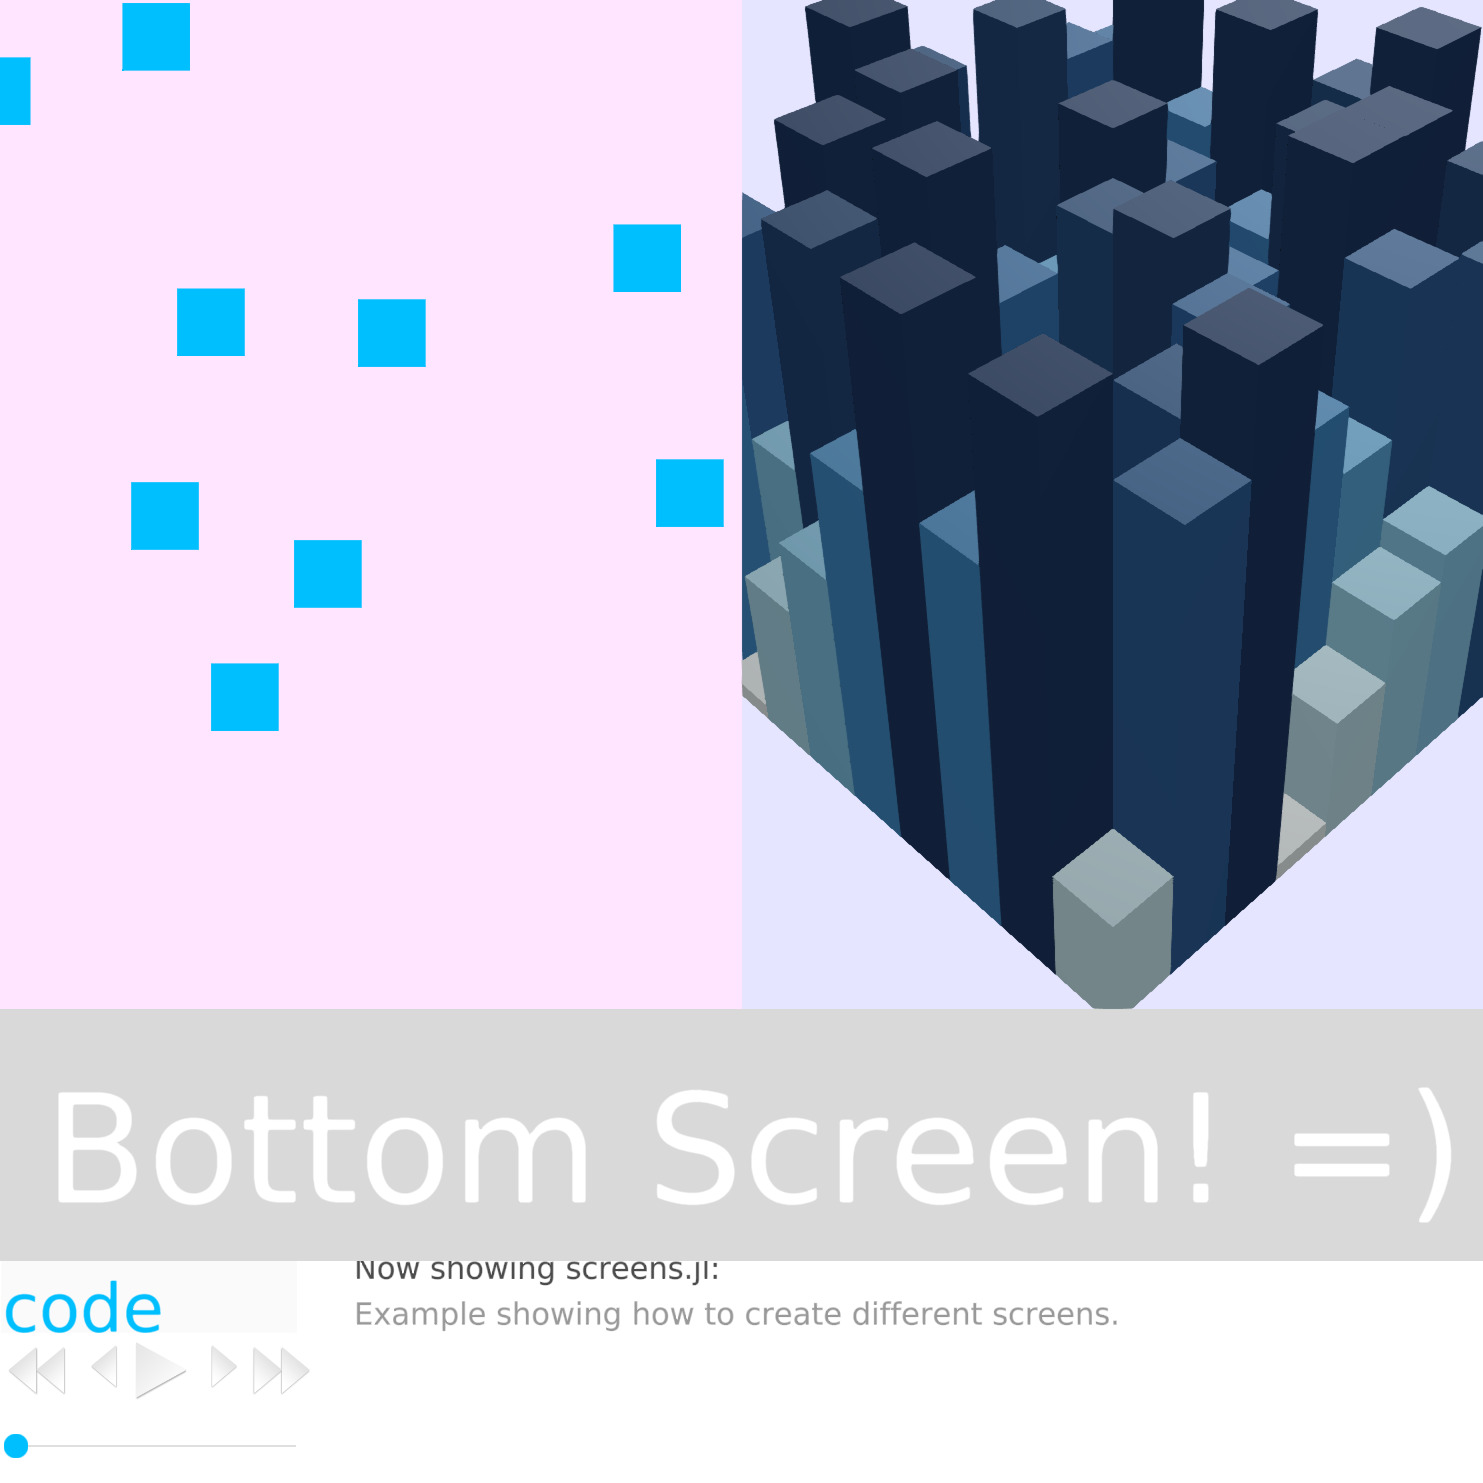 Bottom Screen! =)
Now showing screens.jl:
code
Example showing how to create different screens.